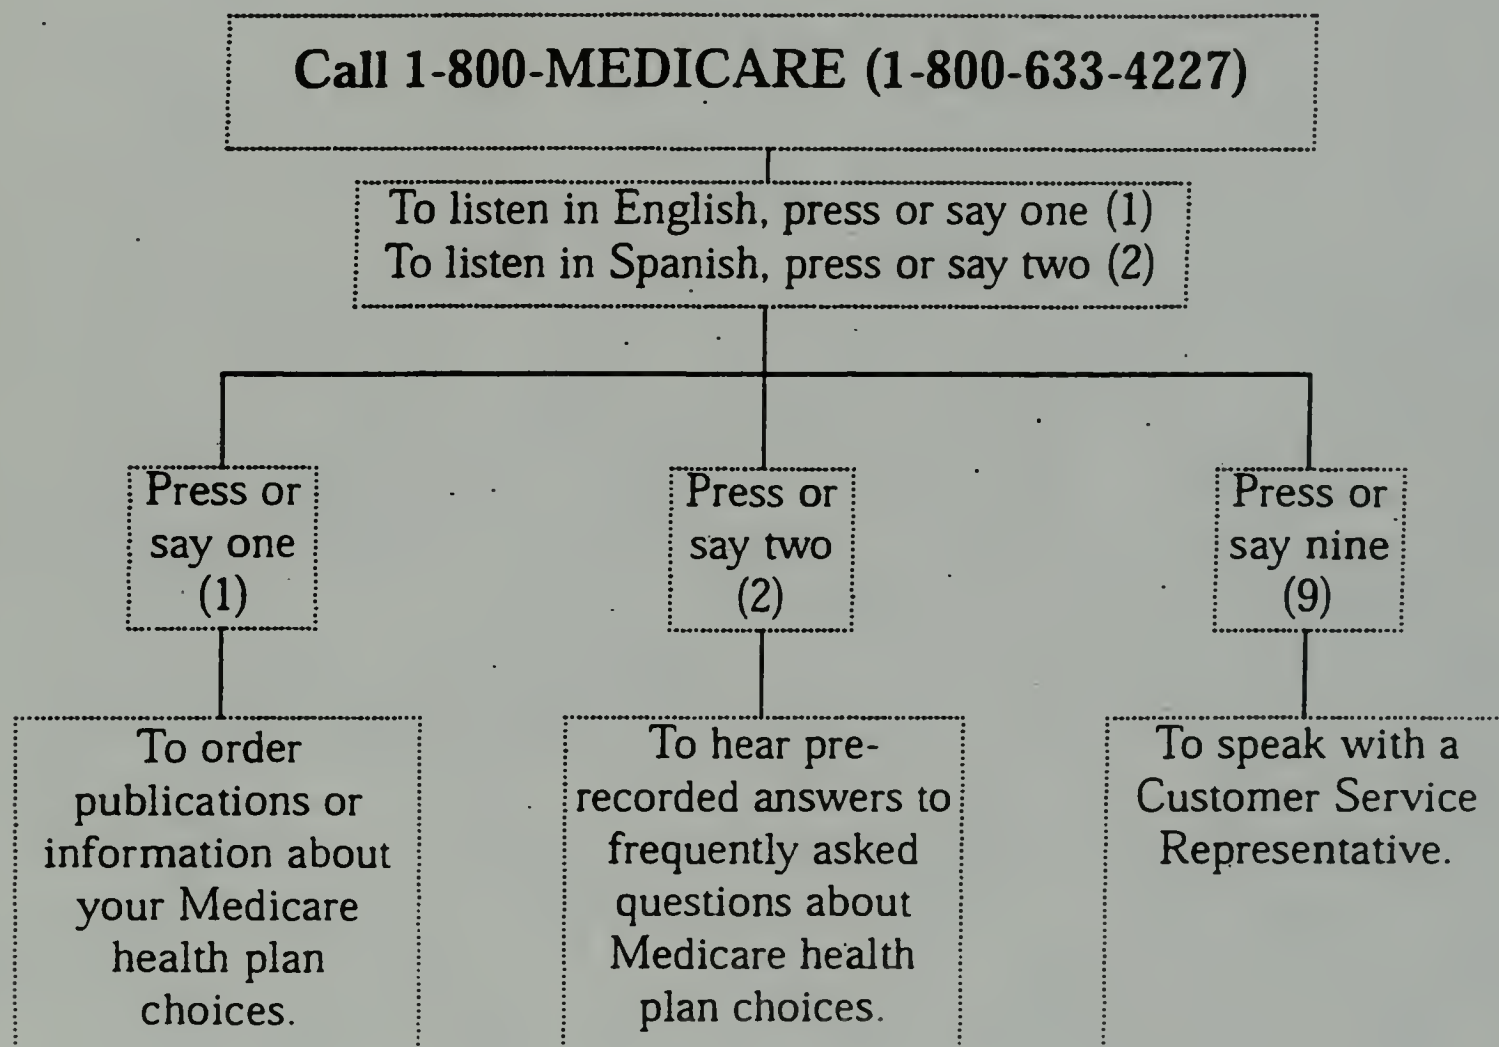 Call 1-800-MEDICARE (1-800-633-4227)
To listen in English, press or say one (1)
To listen in Spanish, press or say two (2)
Press or
say one
(1)
Press or
say two
(2)
Press or
say nine
(9)
To order
publications or
information about
your Medicare
health plan
choices.
To hear pre-
recorded answers to
frequently asked
questions about
Medicare health
plan choices.
To speak with a
Customer Service
Representative.